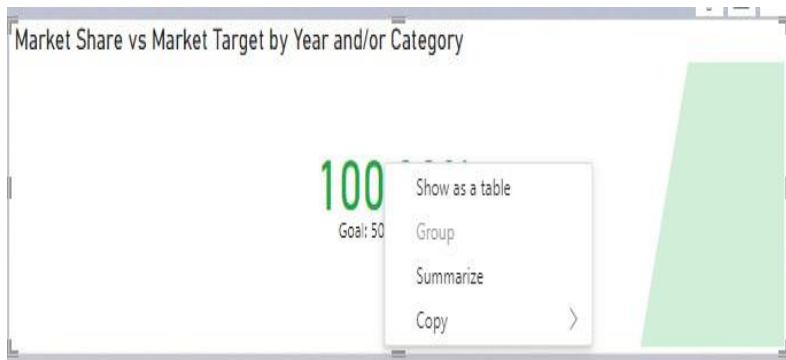 Market Share vs Market Target by Year and/or Category
100
Goal: 50
Show as a table
Group
Summarize
Copy